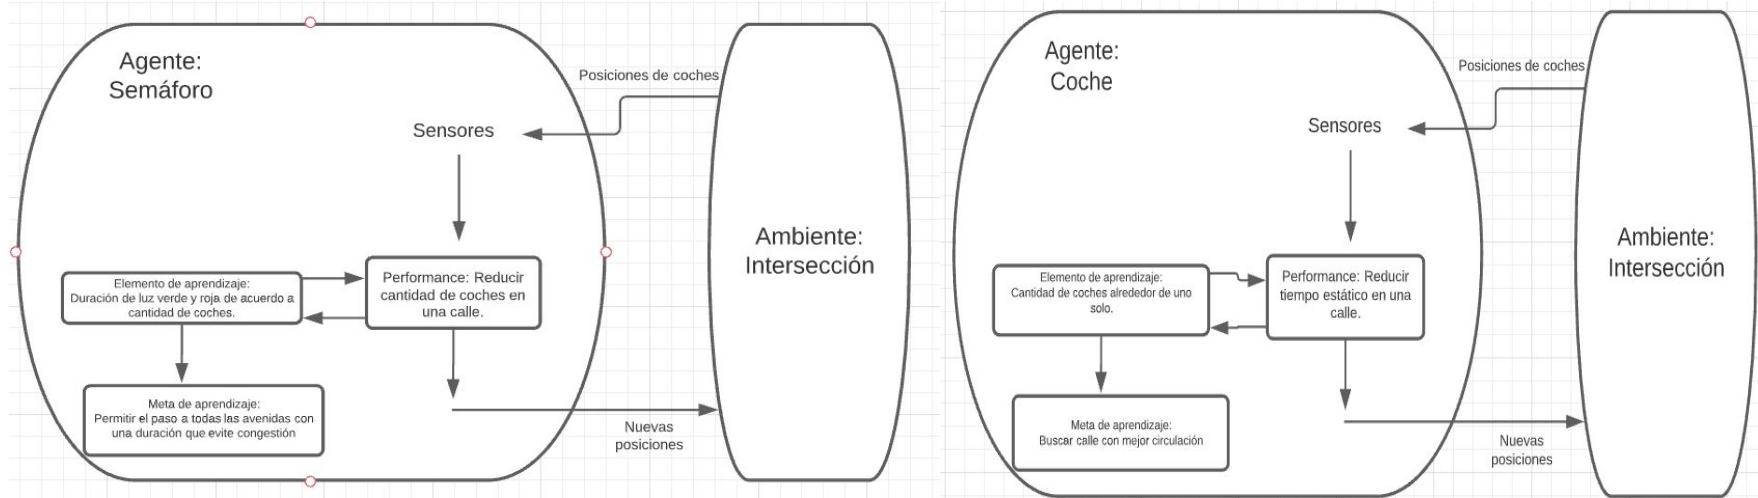 Agente:
Semáforo
Posiciones de coches
Sensores
Ambiente:
Intersección
Elemento de aprendizaje:
Duración de luz verde y roja de acuerdo a
cantidad de coches.
Performance: Reducir
cantidad de coches en
una calle.
Meta de aprendizaje:
Permitir el paso a todas las avenidas con
una duración que evite congestión
Nuevas
posiciones
Agente:
Coche
Posiciones de coches
Sensores
Ambiente:
Intersección
Elemento de aprendizaje:
Cantidad de coches alrededor de uno
solo.
Performance: Reducir
tiempo estático en una
calle.
Meta de aprendizaje:
Buscar calle con mejor circulación
Nuevas
posiciones